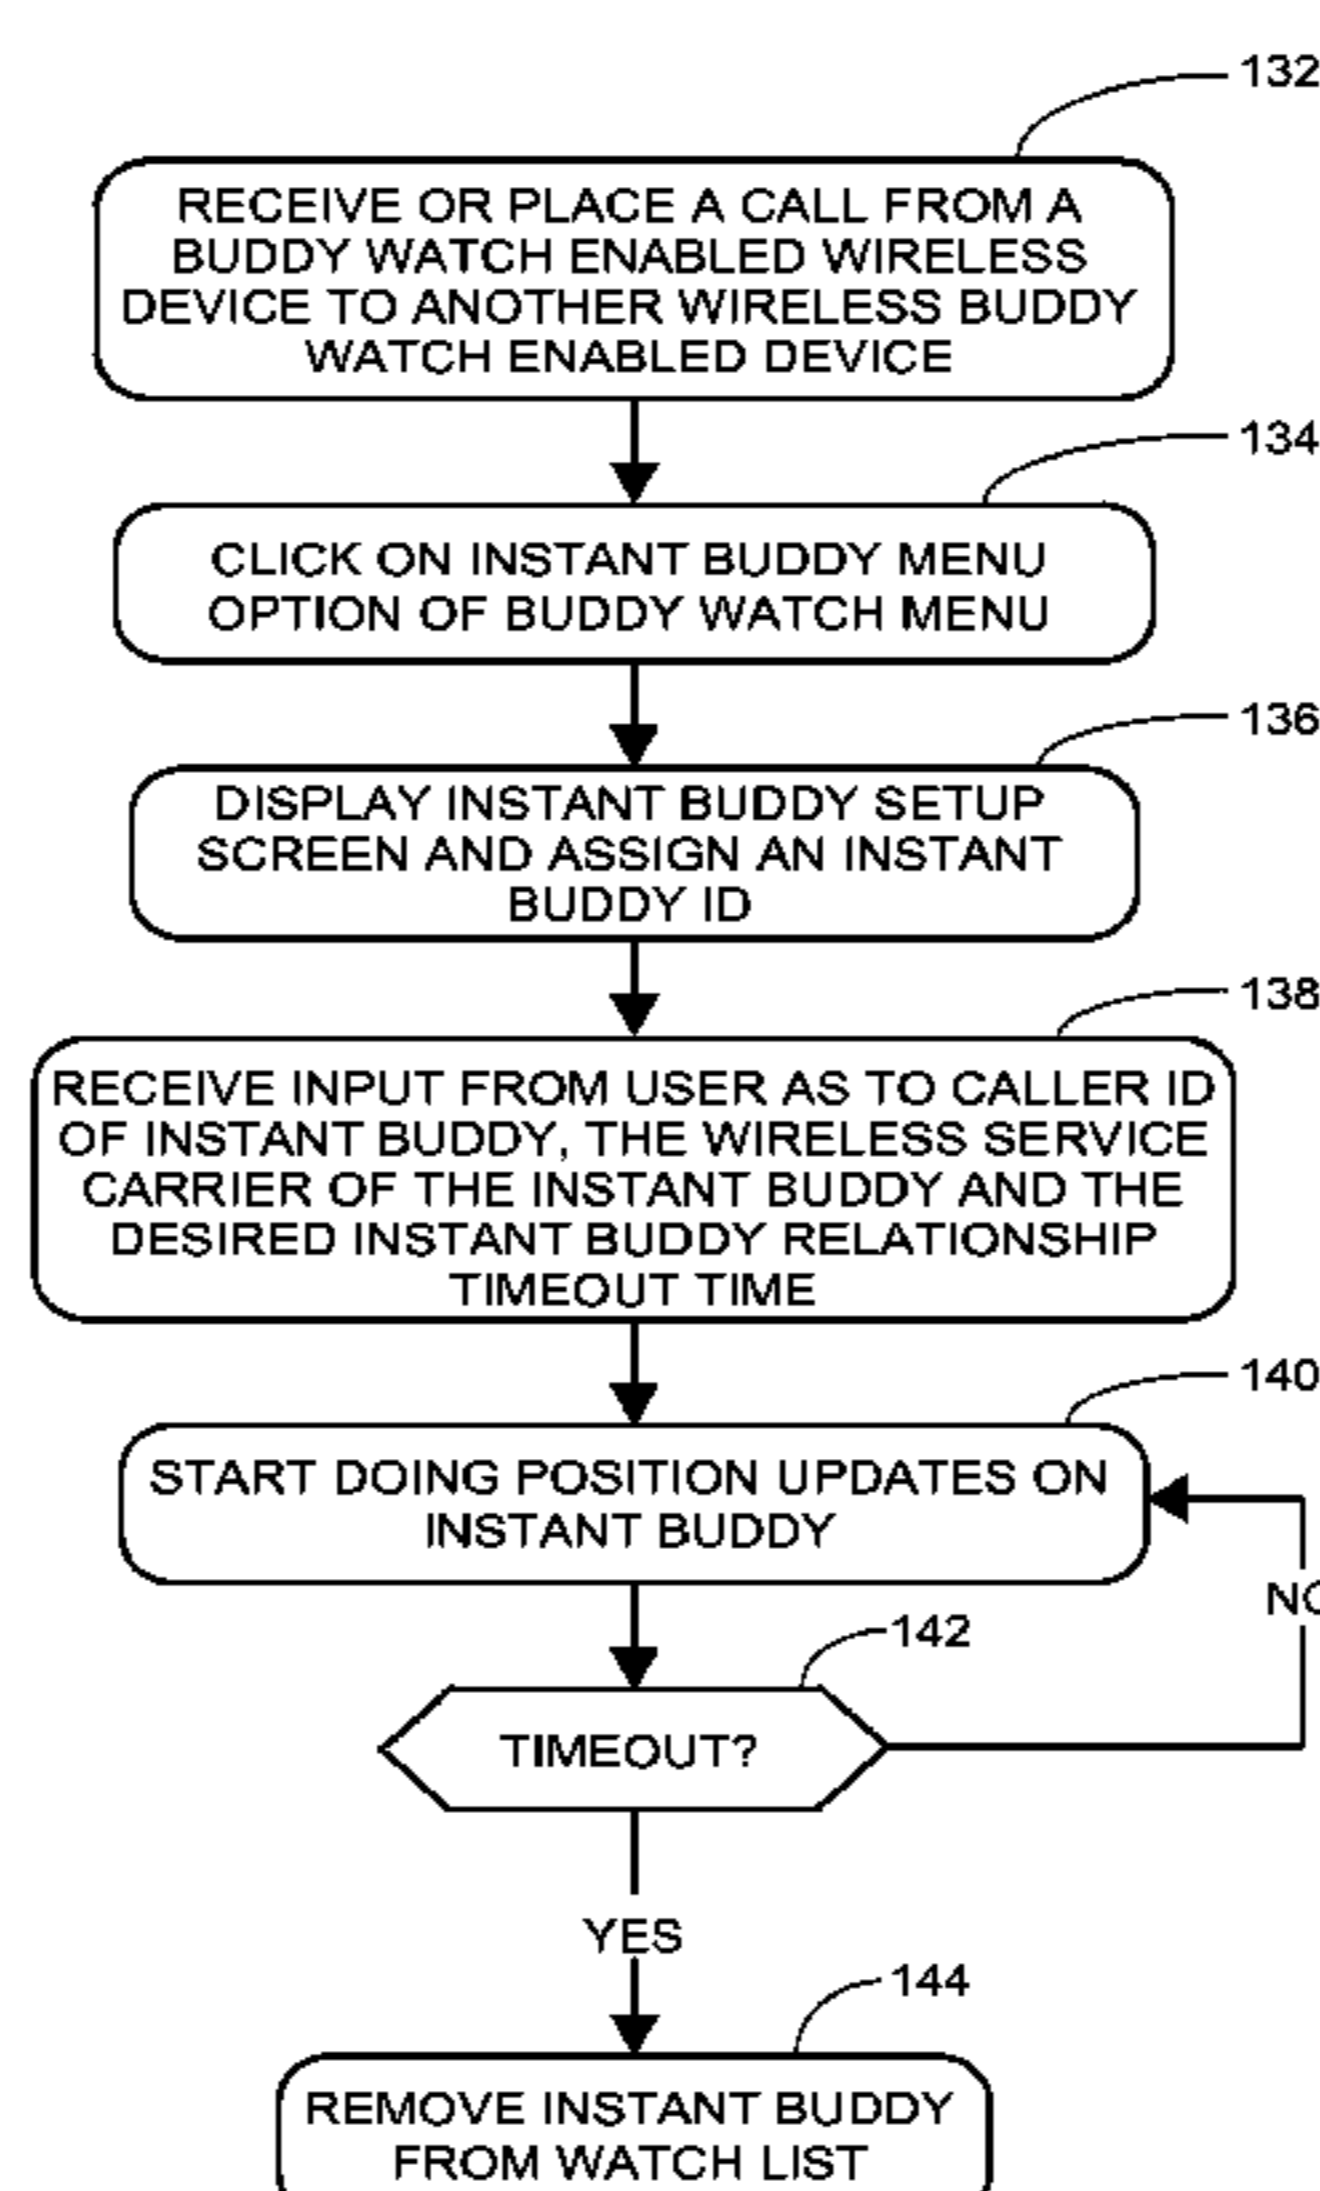 132
RECEIVE OR PLACE A CALL FROM A
BUDDY WATCH ENABLED WIRELESS
DEVICE TO ANOTHER WIRELESS BUDDY
WATCH ENABLED DEVICE
134
CLICK ON INSTANT BUDDY MENU
OPTION OF BUDDY WATCH MENU
136
DISPLAY INSTANT BUDDY SETUP
SCREEN AND ASSIGN AN INSTANT
BUDDY ID
138
RECEIVE INPUT FROM USER AS TO CALLER ID
OF INSTANT BUDDY, THE WIRELESS SERVICE
CARRIER OF THE INSTANT BUDDY AND THE
DESIRED INSTANT BUDDY RELATIONSHIP
TIMEOUT TIME
140
START DOING POSITION UPDATES ON
INSTANT BUDDY
NO
142
TIMEOUT?
YES
144
REMOVE INSTANT BUDDY
FROM WATCH LIST